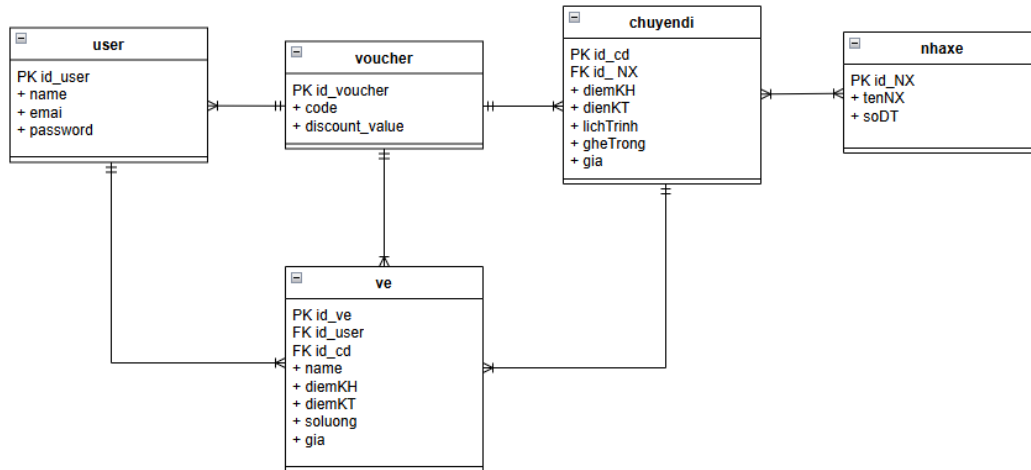 user
PK id_user
+ name
+ emai
+ password
voucher
PK id_voucher
+ code
+ discount_value
chuyendi
PK id_cd
FK id_ NX
+ diemKH
+ dienKT
+ lichTrinh
+ gheTrong
+ gia
nhaxe
PK id_NX
+ tenNX
+ soDT
ve
PK id_ve
FK id_user
FK id_cd
+ name
+ diemKH
+ diemKT
+ soluong
+ gia